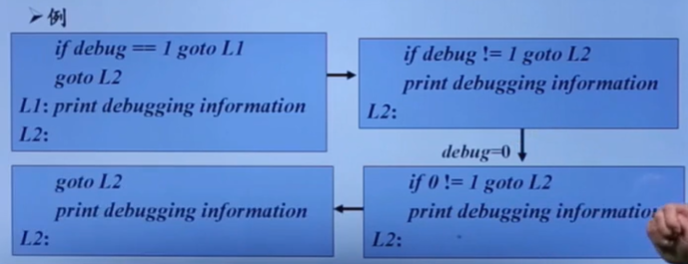 ➤例
if debug == 1 goto L1
goto L2
L1: print debugging information
L2:
if debug != 1 goto L2
print debugging information
L2:
debug=0
if 0 != 1 goto L2
print debugging information
L2:
goto L2
print debugging information
L2: